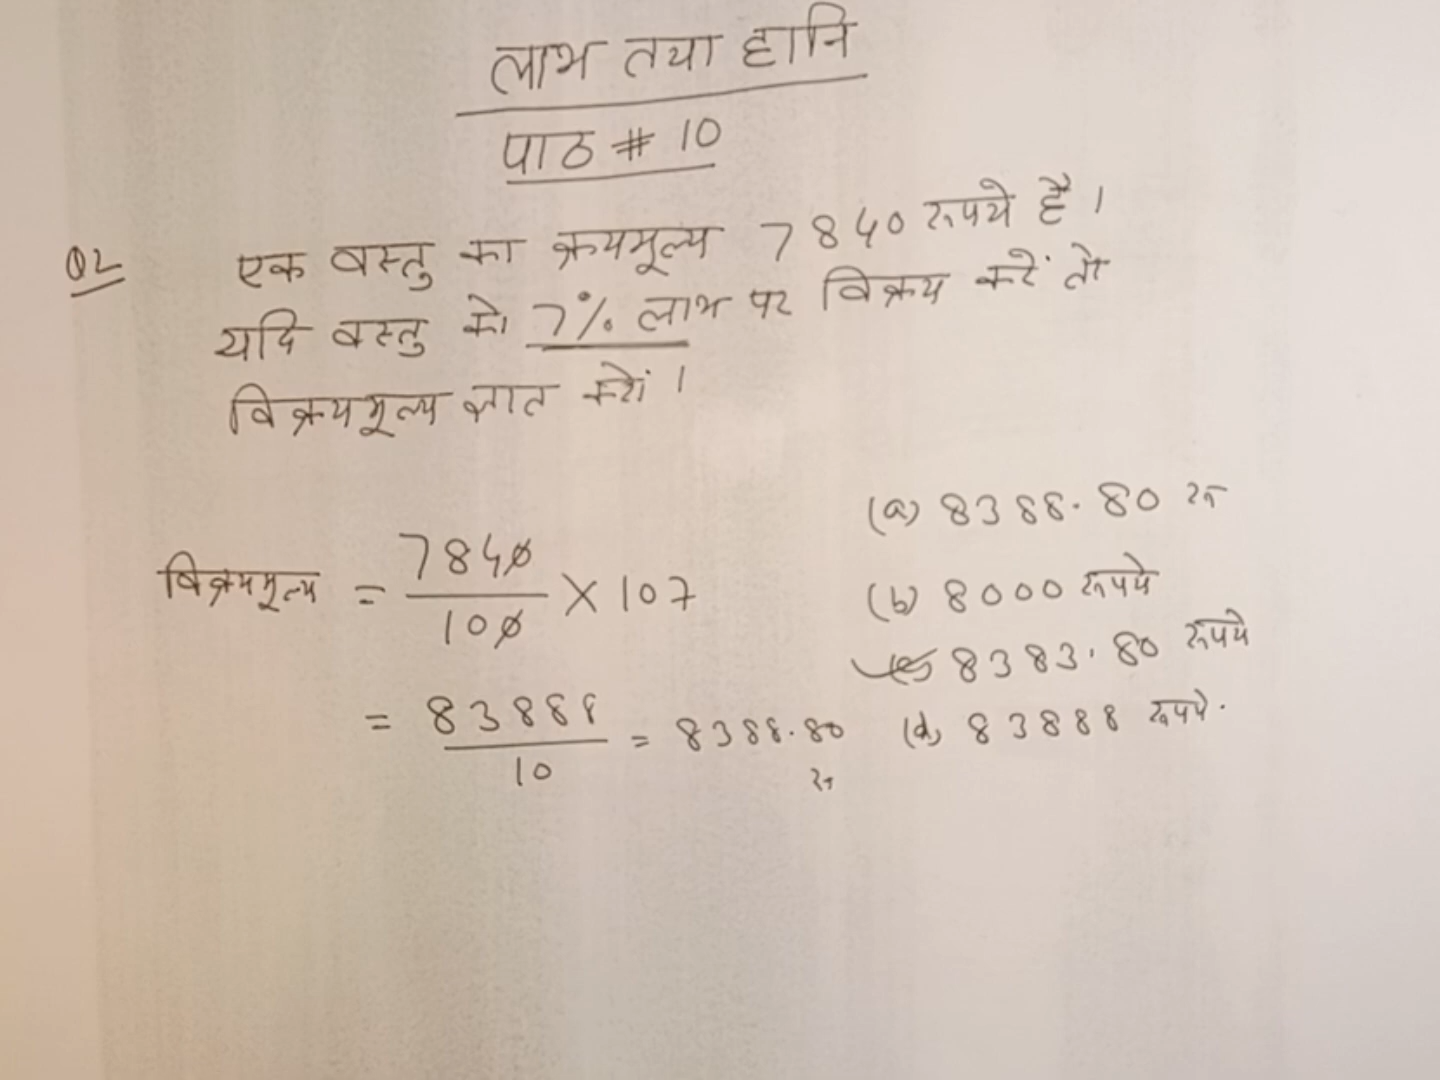 लाभ तथा हानि
पाठ # 10
Q2 एक वस्तु का क्रयमूल्य 7840 रूपये है।
यदि वस्तु को 7% लाभ पर विक्रय करें तो
विक्रयमूल्य ज्ञात करों।
(a) 8388.80 रु
(b) 8000 रूपये
(c) 8383.80 रूपये
(d) 83888 रूपये.
विक्रयमूल्य = 7840/100 × 107
= 83888/10 = 8388.80 रु